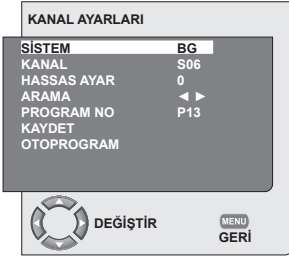 KANAL AYARLARI
SİSTEM BG
KANAL S06
HASSAS AYAR 0
ARAMA ◄ ►
PROGRAM NO P13
KAYDET
OTOPROGRAM
DEĞİŞTİR MENU
GERİ